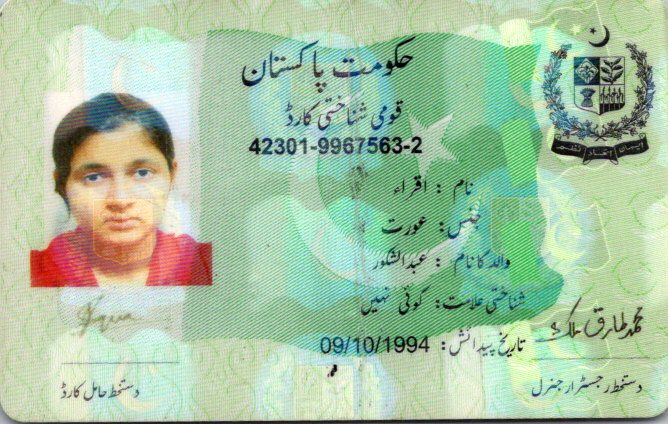 حکومت پاکستان
قومی شناختی کارڈ
42301-9967563-2
نام : اقراء
جنس: عورت
والد کا نام : عبدالشکور
شناختی علامت: کوئی نہیں
تاریخ پیدائش: 09/10/1994
ایمان اتحاد نظم
Iqua
محمد طارق ملک
دستخط حامل کارڈ
دستخط رجسٹرار جنرل